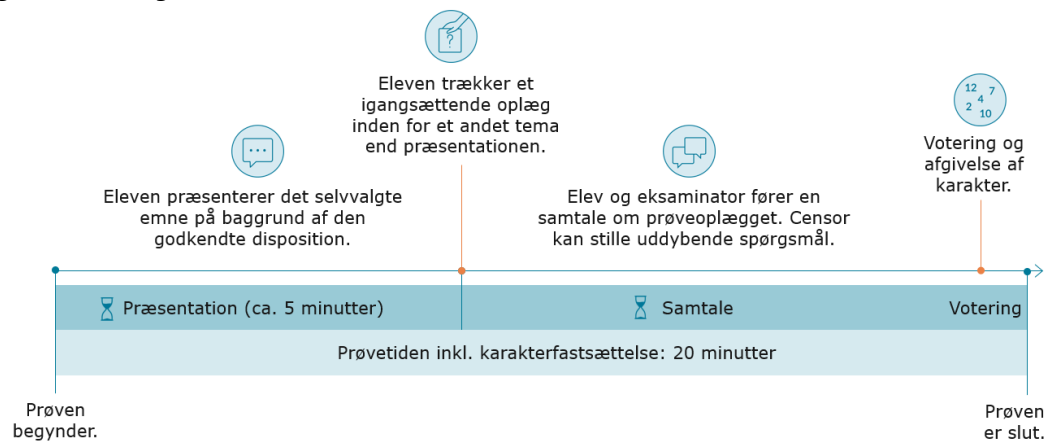 ?
Eleven trækker et
igangsættende oplæg
inden for et andet tema
end præsentationen.
12 7
4
2 10
Votering og
afgivelse af
karakter.
Eleven præsenterer det selvvalgte
emne på baggrund af den
godkendte disposition.
Elev og eksaminator fører en
samtale om prøveoplægget. Censor
kan stille uddybende spørgsmål.
Præsentation (ca. 5 minutter)
Samtale
Votering
Prøvetiden inkl. karakterfastsættelse: 20 minutter
Prøven
begynder.
Prøven
er slut.